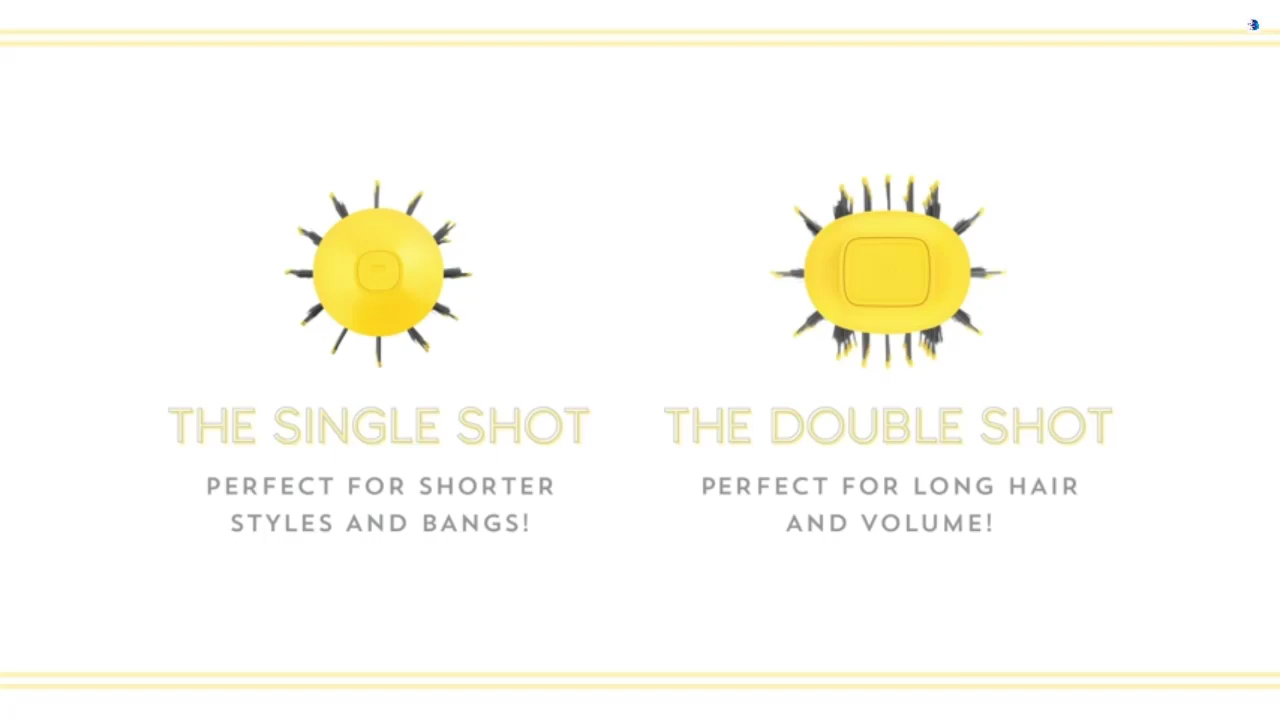 THE SINGLE SHOT
PERFECT FOR SHORTER
STYLES AND BANGS!
THE DOUBLE SHOT
PERFECT FOR LONG HAIR
AND VOLUME!